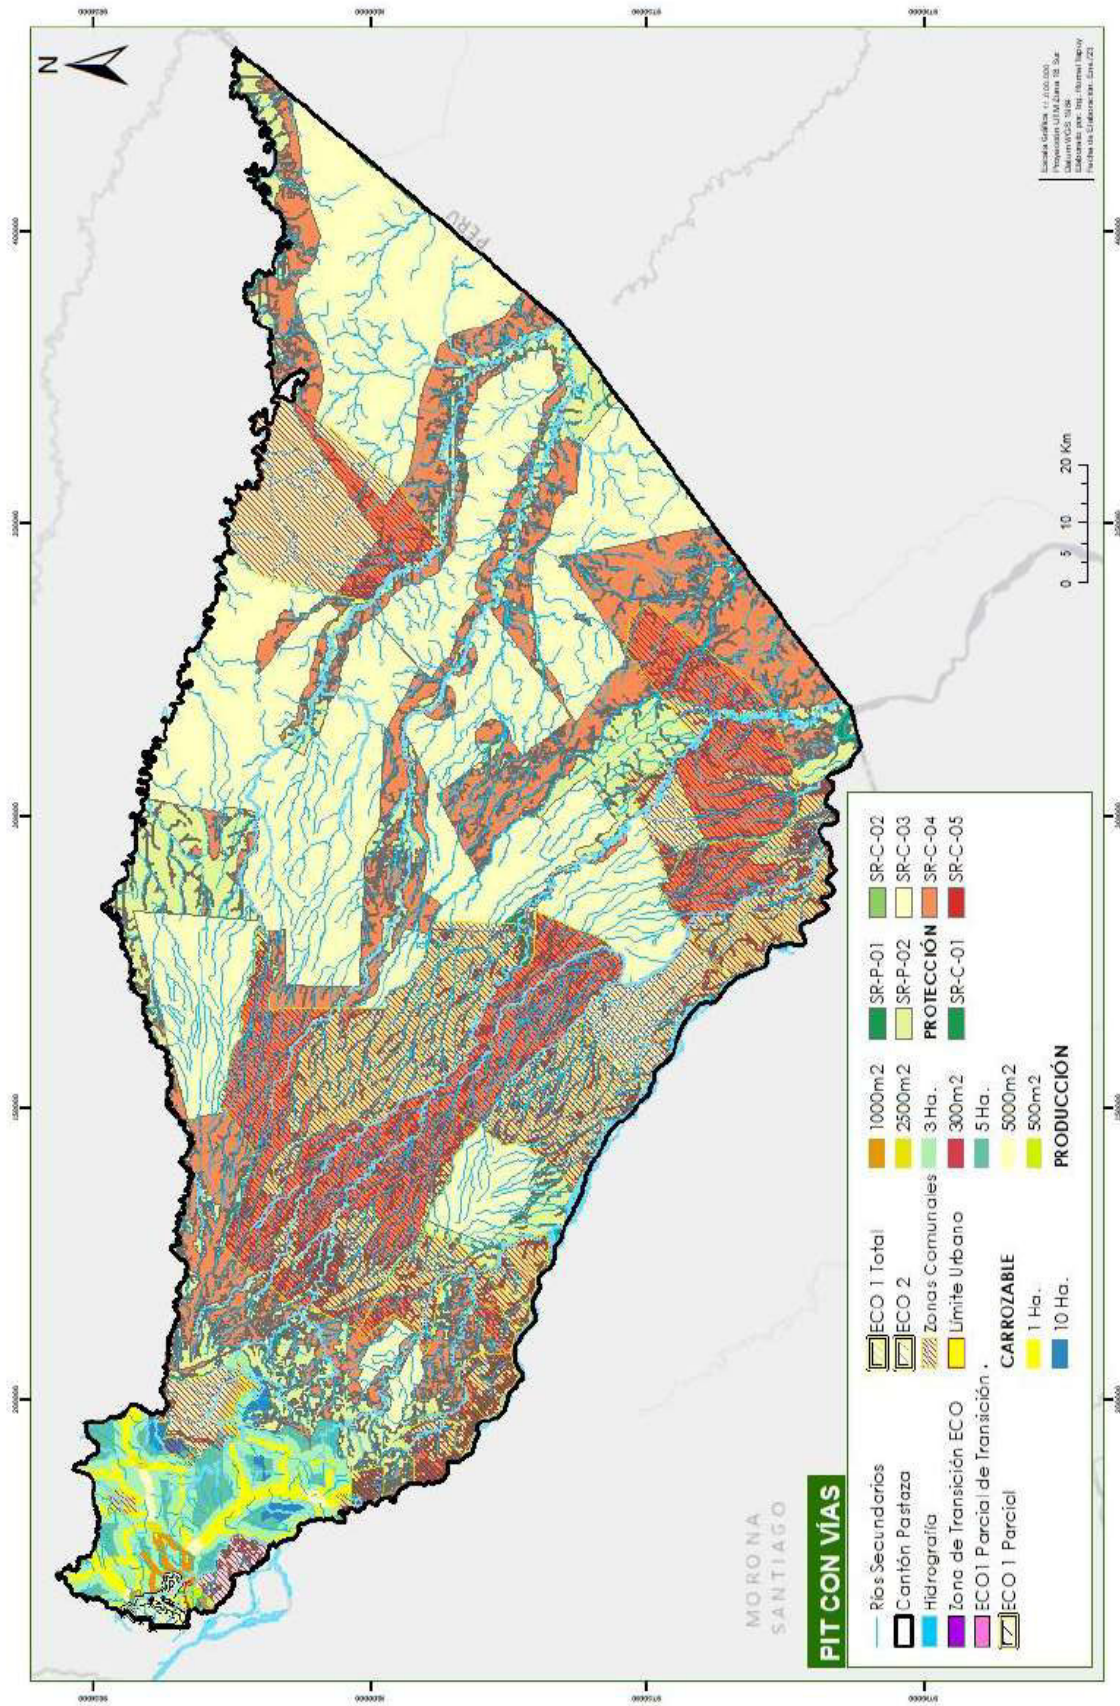 N
PERÚ
MORONA
SANTIAGO
0 5 10 20 Km
PIT CON VÍAS
Ríos Secundarios
Cantón Pastaza
Hidrografía
Zona de Transición ECO
ECO1 Parcial de Transición .
ECO 1 Parcial
ECO 1 Total
ECO 2
Zonas Comunales
Límite Urbano
CARROZABLE
1 Ha.
10 Ha.
1000m2
2500m2
3 Ha.
300m2
5 Ha.
5000m2
500m2
PRODUCCIÓN
SR-P-01
SR-P-02
PROTECCIÓN
SR-C-01
SR-C-02
SR-C-03
SR-C-04
SR-C-05